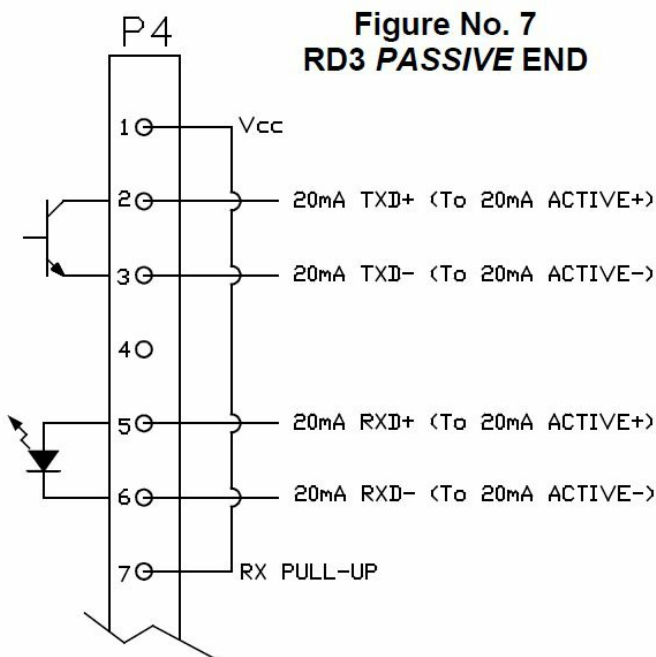 P4
Figure No. 7
RD3 PASSIVE END
1 Vcc
2 20mA TXD+ (To 20mA ACTIVE+)
3 20mA TXD- (To 20mA ACTIVE-)
4
5 20mA RXD+ (To 20mA ACTIVE+)
6 20mA RXD- (To 20mA ACTIVE-)
7 RX PULL-UP